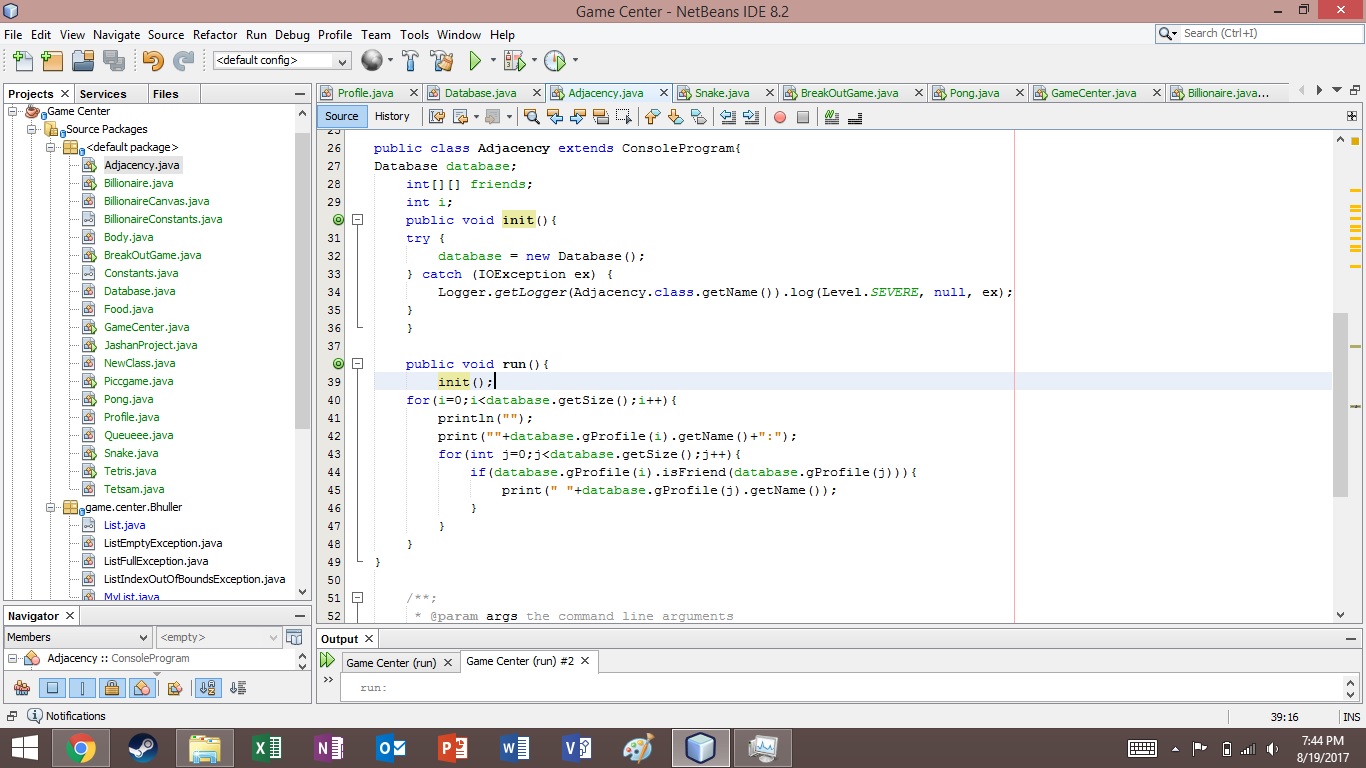 Game Center - NetBeans IDE 8.2
File Edit View Navigate Source Refactor Run Debug Profile Team Tools Window Help
Search (Ctrl+I)
<default config>
Projects Services Files
Profile.java Database.java Adjacency.java Snake.java BreakOutGame.java Pong.java GameCenter.java Billionaire.java...
Source History
Game Center
Source Packages
<default package>
Adjacency.java
Billionaire.java
BillionaireCanvas.java
BillionaireConstants.java
Body.java
BreakOutGame.java
Constants.java
Database.java
Food.java
GameCenter.java
JashanProject.java
NewClass.java
Piccgame.java
Pong.java
Profile.java
Queueee.java
Snake.java
Tetris.java
Tetsam.java
game.center.Bhuller
List.java
ListEmptyException.java
ListFullException.java
ListIndexOutOfBoundsException.java
MyList.java
25
26 public class Adjacency extends ConsoleProgram{
27 Database database;
28 int[][] friends;
29 int i;
30 public void init(){
31 try {
32 database = new Database();
33 } catch (IOException ex) {
34 Logger.getLogger(Adjacency.class.getName()).log(Level.SEVERE, null, ex);
35 }
36 }
37
38 public void run(){
39 init();
40 for(i=0;i<database.getSize();i++){
41 println("");
42 print(""+database.gProfile(i).getName()+":");
43 for(int j=0;j<database.getSize();j++){
44 if(database.gProfile(i).isFriend(database.gProfile(j))){
45 print(" "+database.gProfile(j).getName());
46 }
47 }
48 }
49 }
50
51 /**;
52 * @param args the command line arguments
Navigator
Members <empty>
Adjacency :: ConsoleProgram
Output
Game Center (run) Game Center (run) #2
run:
Notifications
39:16 INS
7:44 PM
8/19/2017